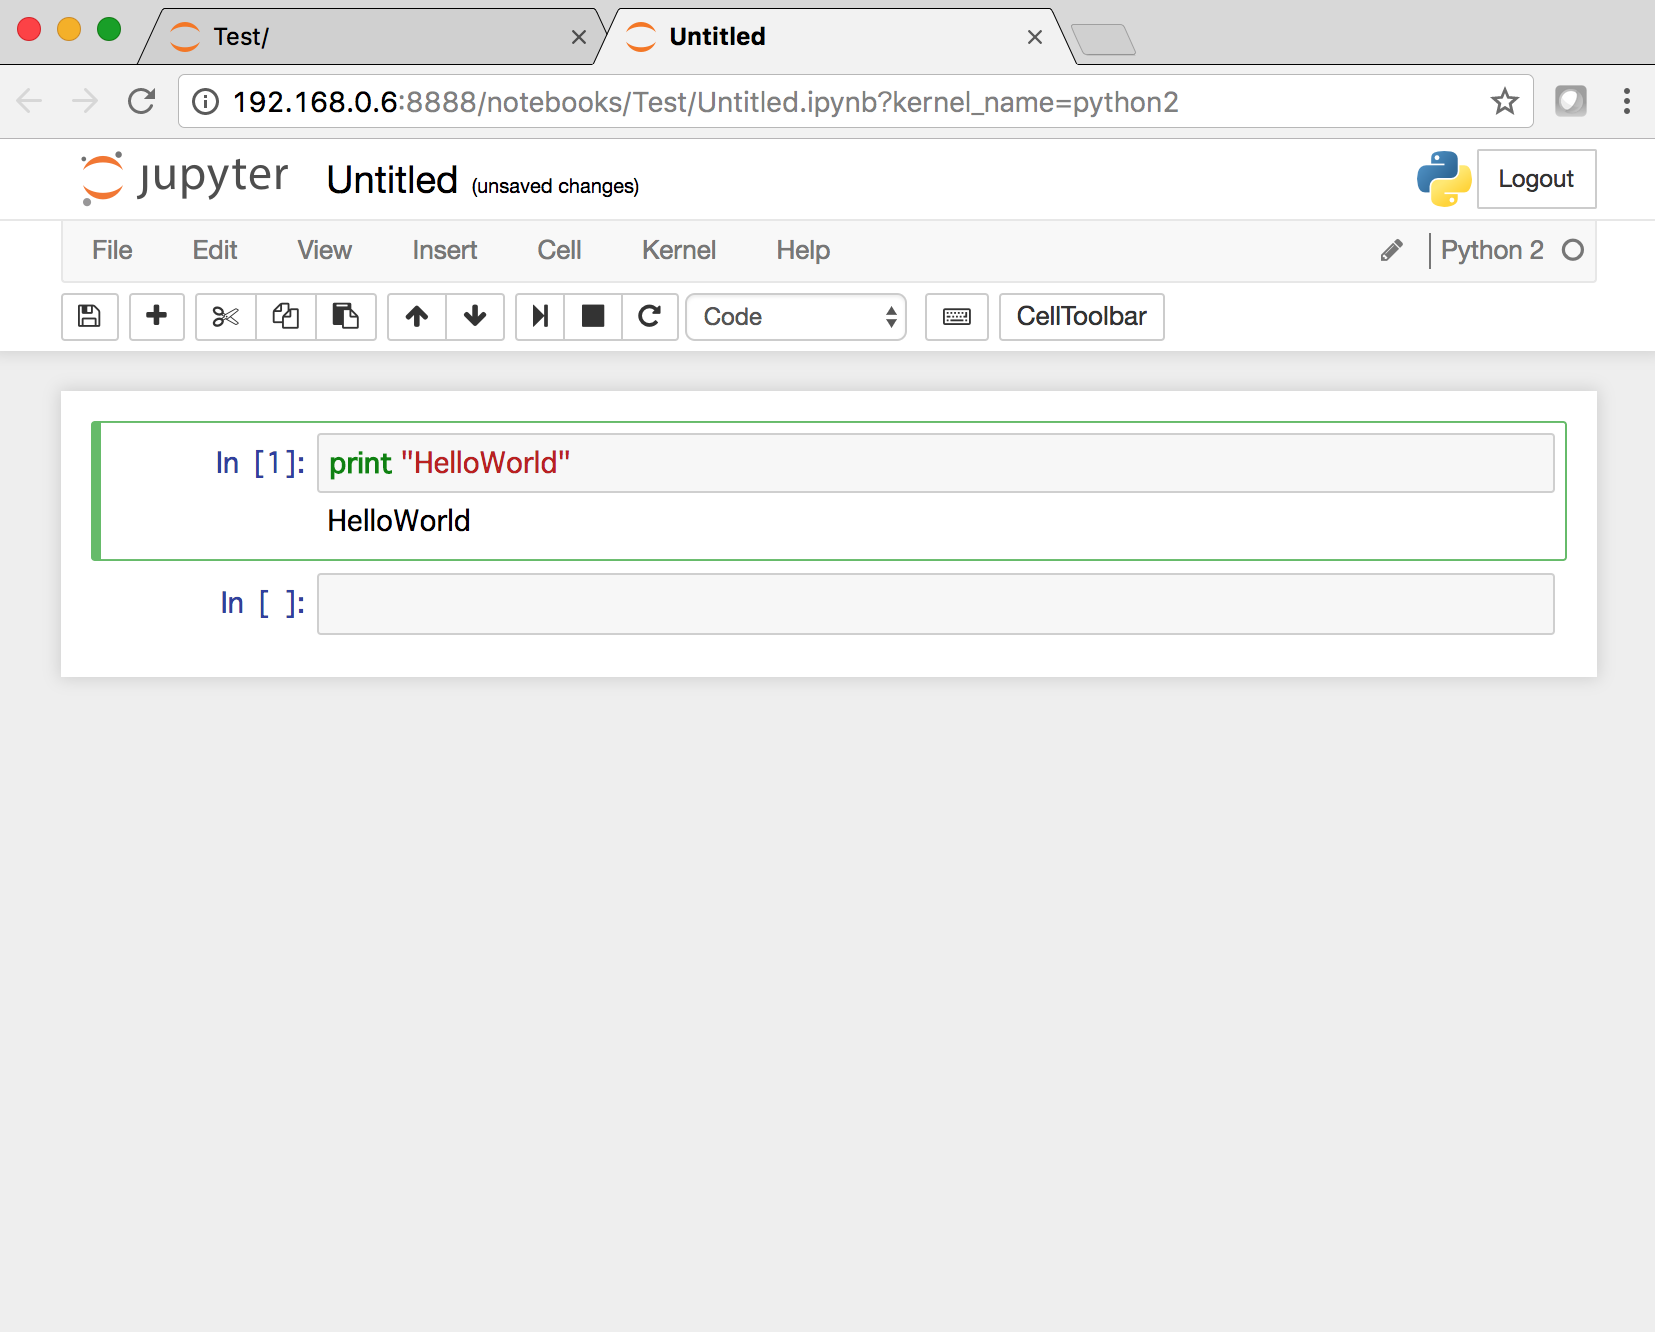 Test/
Untitled
192.168.0.6:8888/notebooks/Test/Untitled.ipynb?kernel_name=python2
jupyter Untitled (unsaved changes) Logout
File Edit View Insert Cell Kernel Help Python 2
Code CellToolbar
In [1]: print "HelloWorld"
HelloWorld
In [ ]: